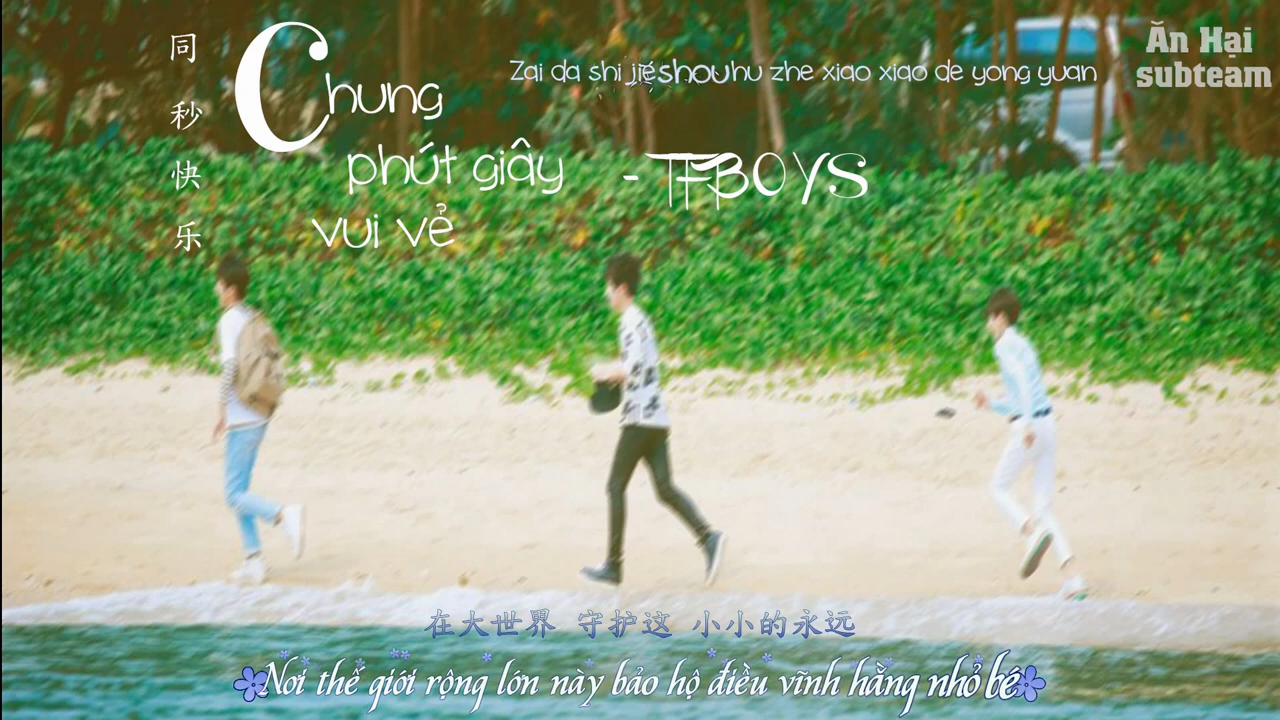 同秒快乐
Chung
phút giây - TFBOYS
vui vẻ
Zai da shi jie shou hu zhe xiao xiao de yong yuan
Ăn Hại
subteam
在大世界 守护这 小小的永远
Nơi thế giới rộng lớn này bảo hộ điều vĩnh hằng nhỏ bé